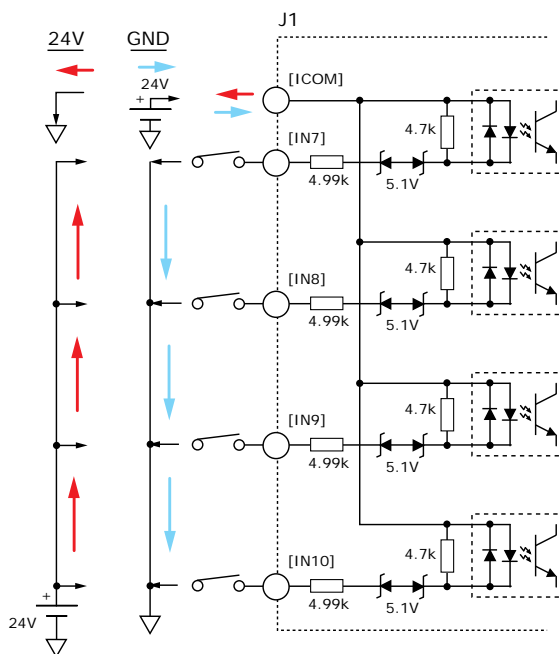 J1
24V
GND
24V
+
[ICOM]
[IN7]
4.7k
4.99k
5.1V
[IN8]
4.7k
4.99k
5.1V
[IN9]
4.7k
4.99k
5.1V
[IN10]
4.7k
4.99k
5.1V
+
24V